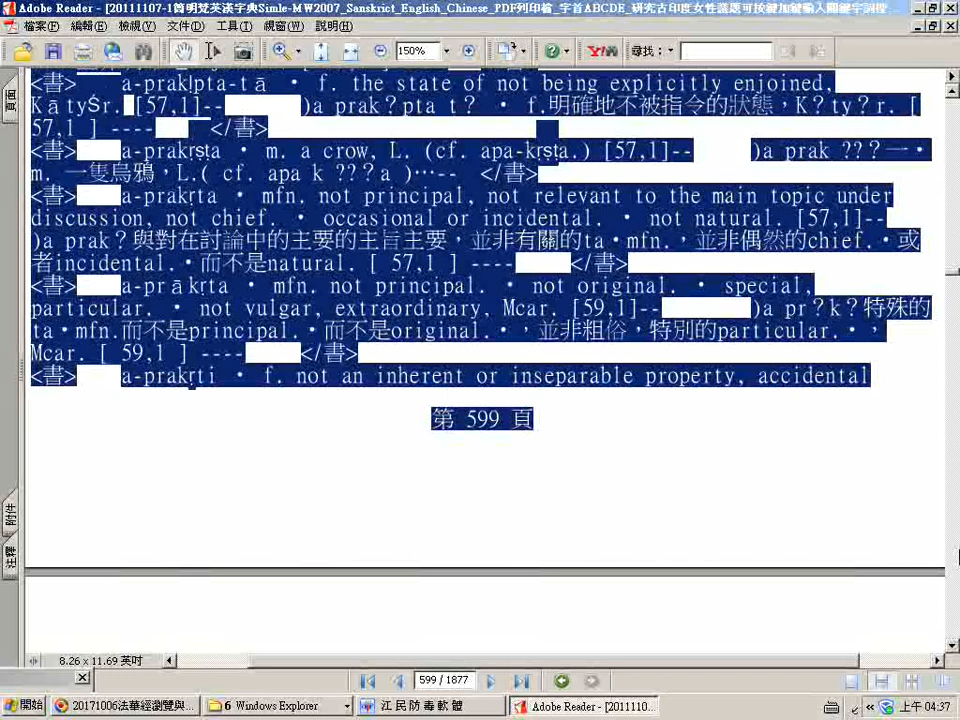 Adobe Reader - [20111107-1簡明梵英漢字典Simle-MW2007_Sanskrict_English_Chinese_PDF列印檔_字首ABCDE_研究古印度女性議題可按鍵加鍵輸入關鍵字詞搜
檔案(F) 編輯(E) 檢視(V) 文件(D) 工具(T) 視窗(W) 說明(H)
150% 尋找：
頁面
<書> a-prakḷpta-tā • f. the state of not being explicitly enjoined,
KātyŚr. [57,1]-- )a prak？pta t？ • f.明確地不被指令的狀態，K？ty？r. [
57,1 ] ---- </書>
<書> a-prakṛṣṭa • m. a crow, L. (cf. apa-kṛṣṭa.) [57,1]-- )a prak ??？一•
m. 一隻烏鴉，L.( cf. apa k ??？a )…-- </書>
<書> a-prakṛta • mfn. not principal, not relevant to the main topic under
discussion, not chief. • occasional or incidental. • not natural. [57,1]--
)a prak？與對在討論中的主要的主旨主要，並非有關的ta•mfn.，並非偶然的chief.•或
者incidental.•而不是natural. [ 57,1 ] ---- </書>
<書> a-prākṛta • mfn. not principal. • not original. • special,
particular. • not vulgar, extraordinary, Mcar. [59,1]-- )a pr？k？特殊的
ta•mfn.而不是principal.•而不是original.•，並非粗俗，特別的particular.•，
Mcar. [ 59,1 ] ---- </書>
<書> a-prakṛti • f. not an inherent or inseparable property, accidental
第 599 頁
附件
注釋
8.26 x 11.69 英吋
599 / 1877
開始 20171006法華經瀏覽與... 6 Windows Explorer 江民防毒軟體 Adobe Reader - [2011110... 上午 04:37